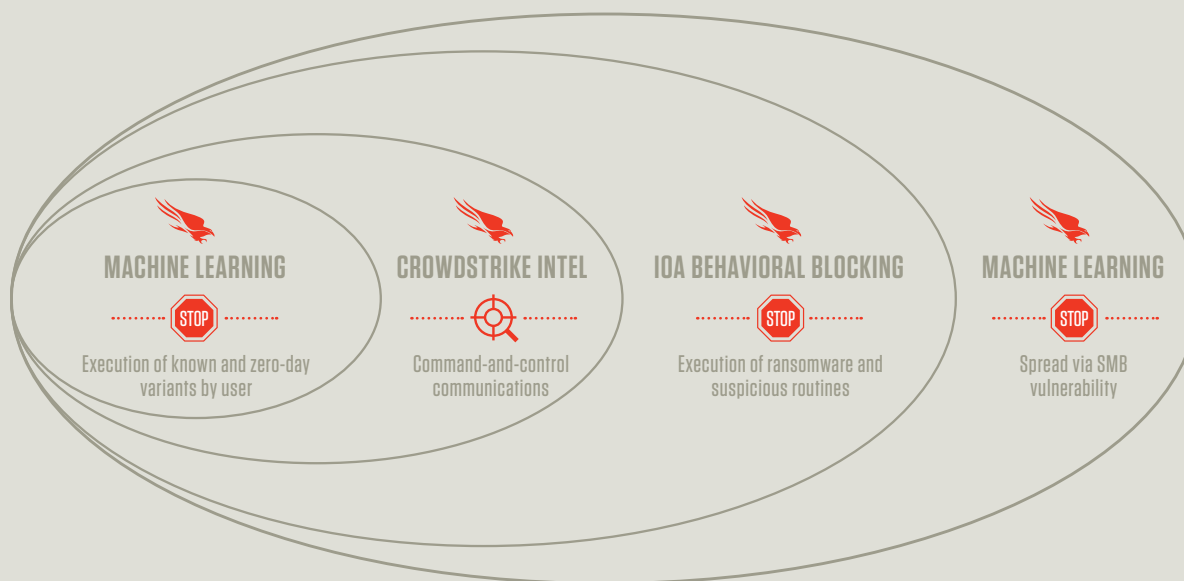 MACHINE LEARNING
STOP
Execution of known and zero-day
variants by user
CROWDSTRIKE INTEL
Command-and-control
communications
IOA BEHAVIORAL BLOCKING
STOP
Execution of ransomware and
suspicious routines
MACHINE LEARNING
STOP
Spread via SMB
vulnerability